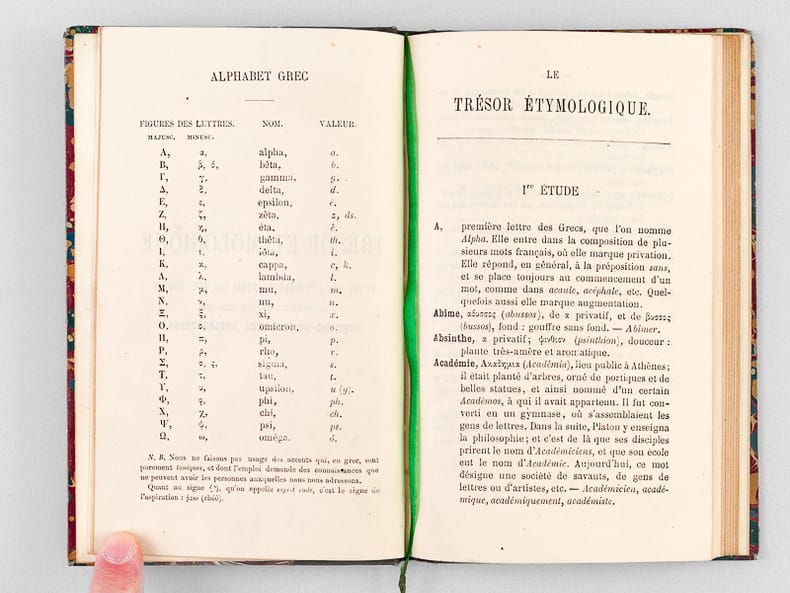 ALPHABET GREC
FIGURES DES LETTRES. NOM. VALEUR.
MAJUSC. MINUSC.
Α, α, alpha, a.
Β, β, ϐ, bêta, b.
Γ, γ, gamma, g.
Δ, δ, delta, d.
Ε, ε, epsilon, é.
Ζ, ζ, zêta, z, ds.
Η, η, êta, ê.
Θ, θ, thêta, th.
Ι, ι, iôta, i.
Κ, κ, cappa, c, k.
Λ, λ, lambda, l.
Μ, μ, mu, m.
Ν, ν, nu, n.
Ξ, ξ, xi, x.
Ο, ο, omicron, o.
Π, π, pi, p.
Ρ, ρ, rho, r.
Σ, σ, ς, sigma, s.
Τ, τ, tau, t.
Υ, υ, upsilon, u (y).
Φ, φ, phi, ph.
Χ, χ, chi, ch.
Ψ, ψ, psi, ps.
Ω, ω, oméga. ô.
N. B. Nous ne faisons pas usage des accents qui, en grec, sont
purement toniques, et dont l'emploi demande des connaissances que
ne peuvent avoir les personnes auxquelles nous nous adressons.
Quant au signe (῾), qu'on appelle esprit rude, c'est le signe de
l'aspiration : ῥεω (rhéô).
LE
TRÉSOR ÉTYMOLOGIQUE.
1re ÉTUDE
A, première lettre des Grecs, que l'on nomme
Alpha. Elle entre dans la composition de plu-
sieurs mots français, où elle marque privation.
Elle répond, en général, à la préposition sans,
et se place toujours au commencement d'un
mot, comme dans acaule, acéphale, etc. Quel-
quefois aussi elle marque augmentation.
Abîme, αϐυσσος (abussos), de α privatif, et de βυσσος
(bussos), fond : gouffre sans fond. — Abîmer.
Absinthe, α privatif; ψινθιον (psinthion), douceur :
plante très-amère et aromatique.
Académie, Ακαδημια (Académia), lieu public à Athènes;
il était planté d'arbres, orné de portiques et de
belles statues, et ainsi nommé d'un certain
Académos, à qui il avait appartenu. Il fut con-
verti en un gymnase, où s'assemblaient les
gens de lettres. Dans la suite, Platon y enseigna
la philosophie; et c'est de là que ses disciples
prirent le nom d'Académiciens, et que son école
eut le nom d'Académie. Aujourd'hui, ce mot
désigne une société de savants, de gens de
lettres ou d'artistes, etc. — Académicien, acadé-
mique, académiquement, académiste.